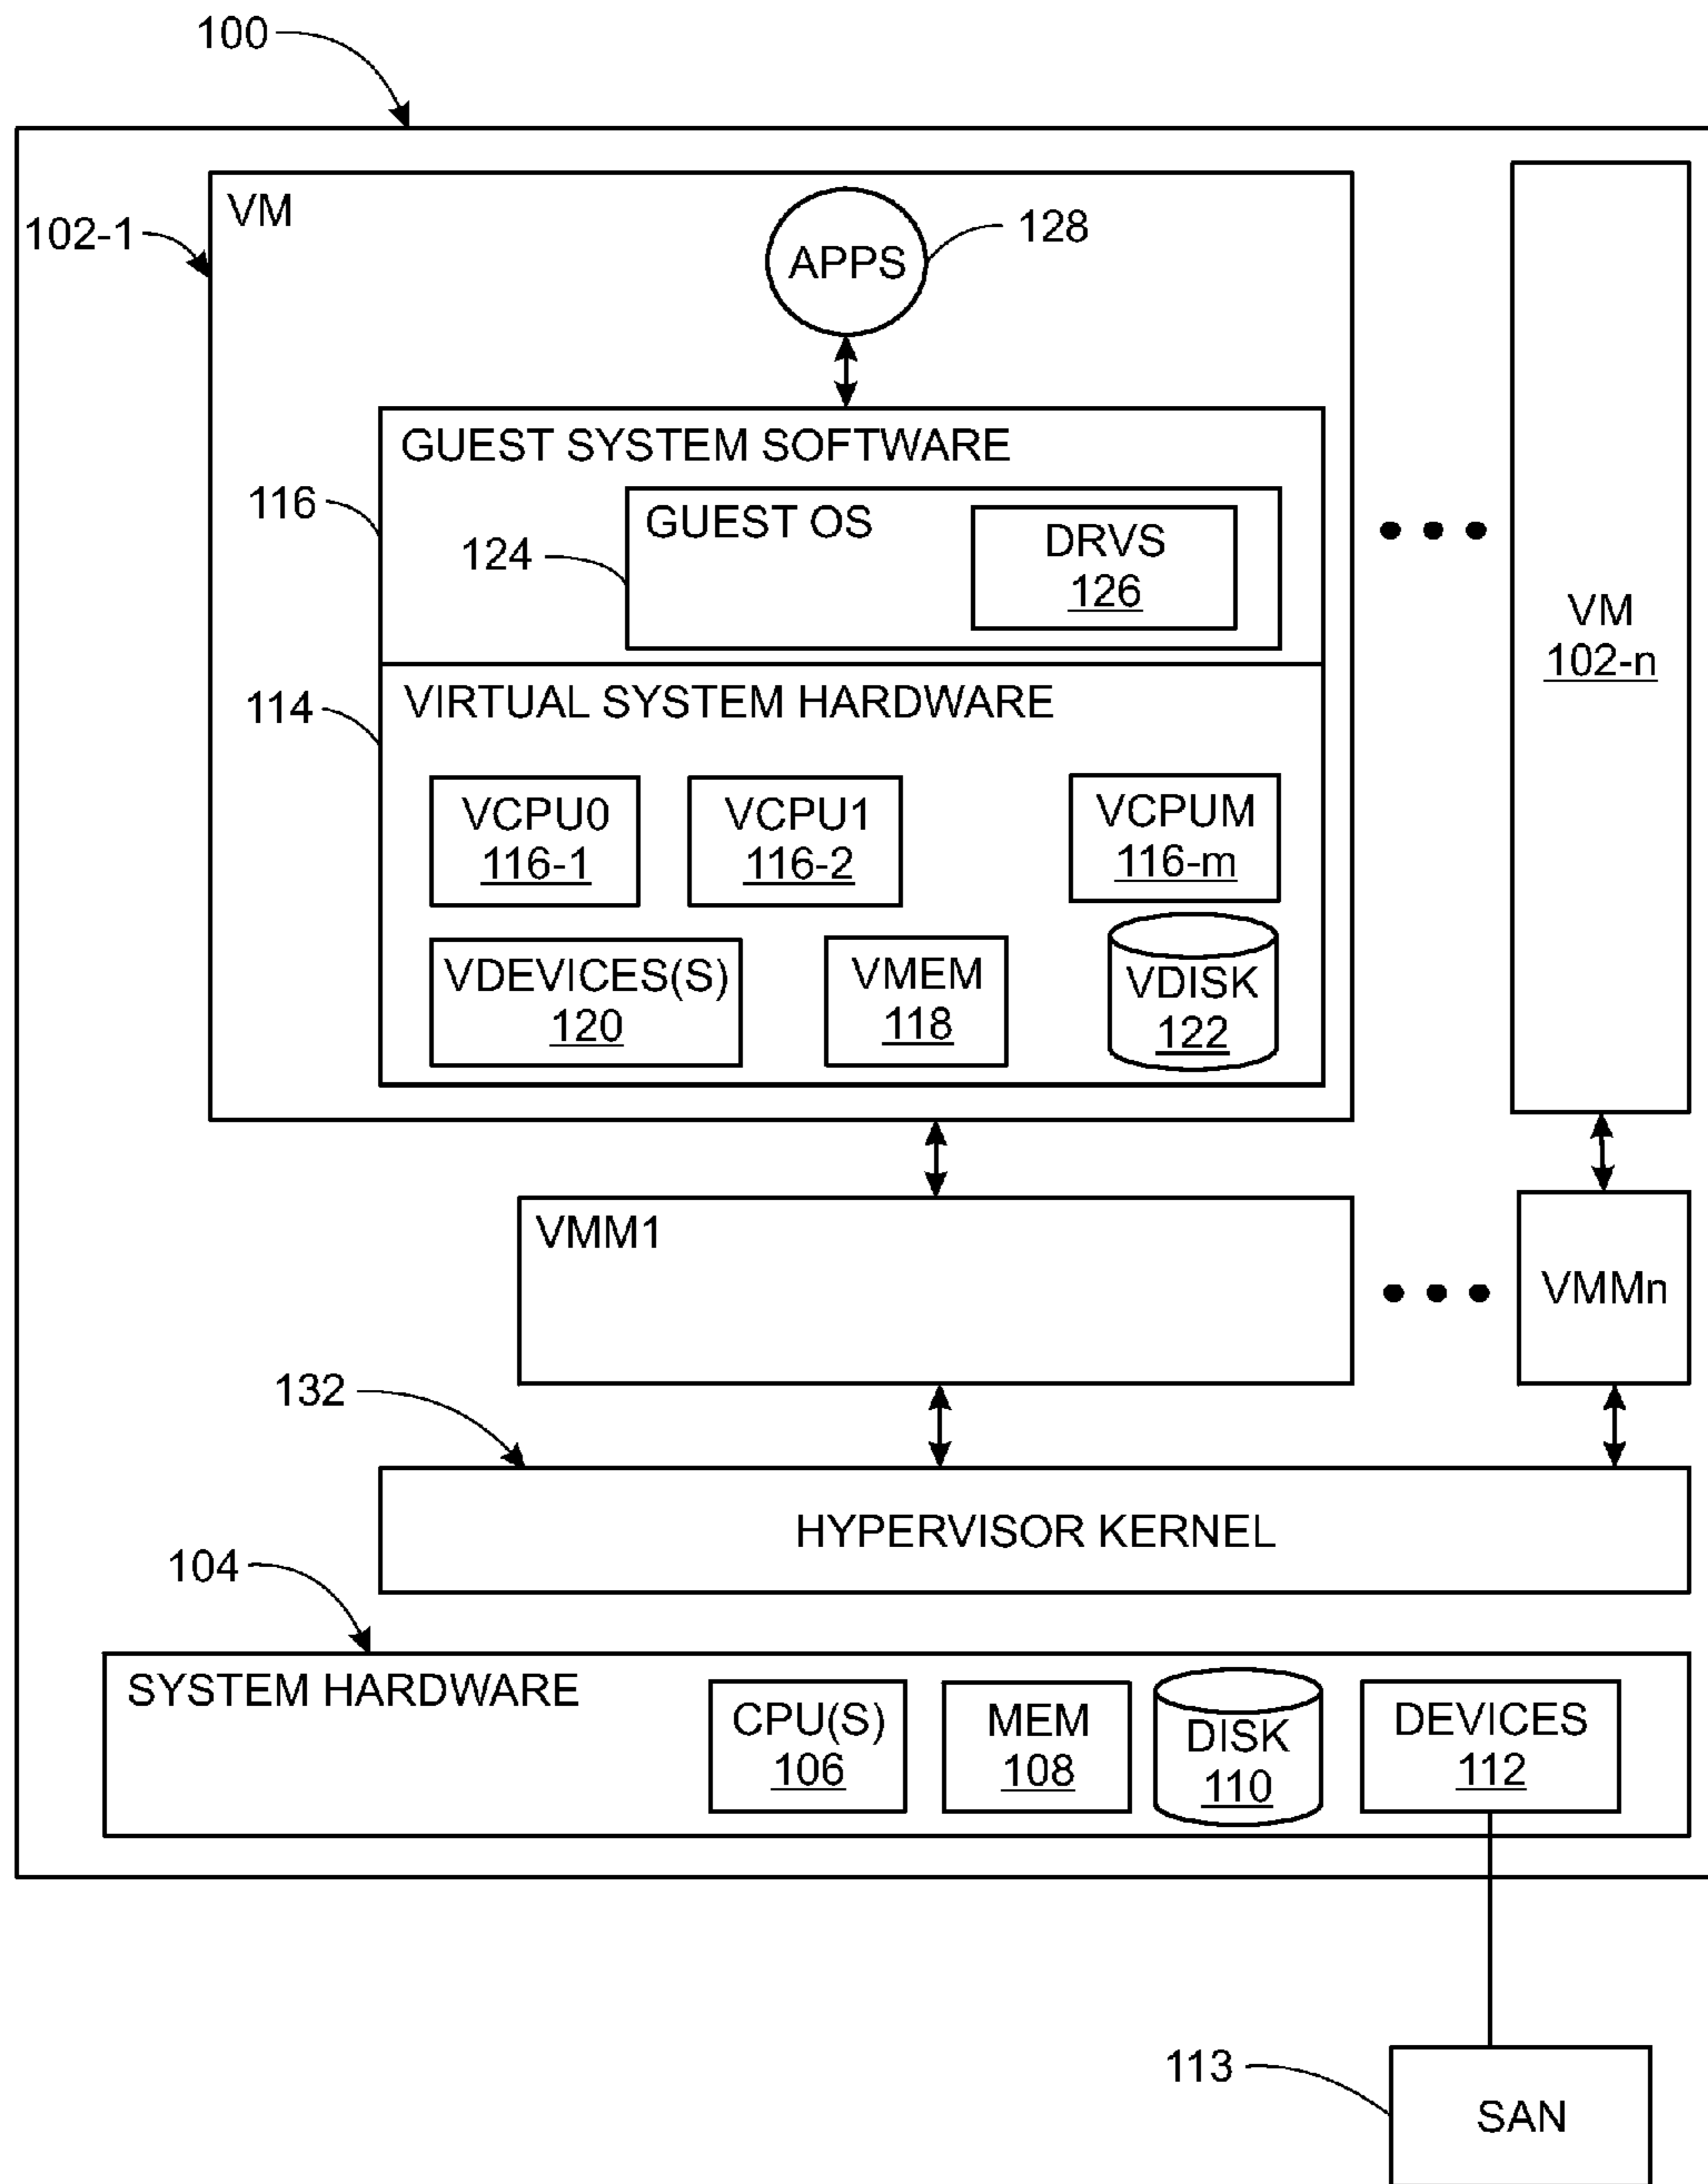 100
VM
102-1
APPS
128
GUEST SYSTEM SOFTWARE
116
GUEST OS
124
DRVS
126
VM
102-n
VIRTUAL SYSTEM HARDWARE
114
VCPU0
116-1
VCPU1
116-2
VCPUM
116-m
VDEVICES(S)
120
VMEM
118
VDISK
122
VMM1
VMMn
132
HYPERVISOR KERNEL
104
SYSTEM HARDWARE
CPU(S)
106
MEM
108
DISK
110
DEVICES
112
113
SAN